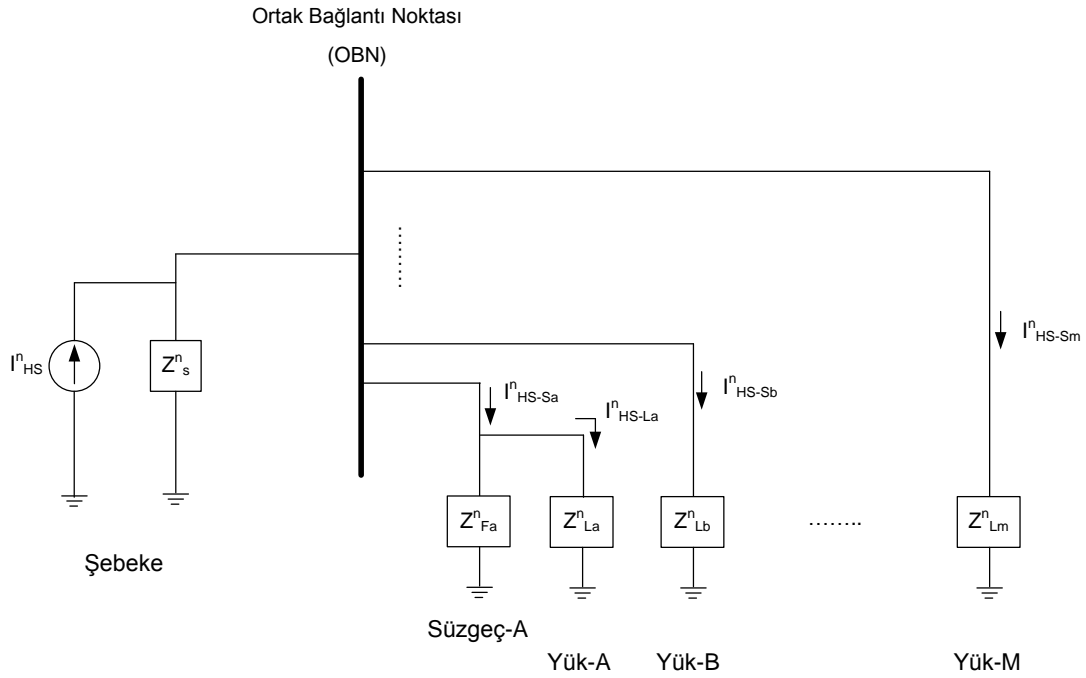 Ortak Bağlantı Noktası
(OBN)
I^n_HS-Sm
I^n_HS
Z^n_s
I^n_HS-Sa
I^n_HS-La
I^n_HS-Sb
Z^n_Fa
Z^n_La
Z^n_Lb
........
Z^n_Lm
Şebeke
Süzgeç-A
Yük-A
Yük-B
Yük-M